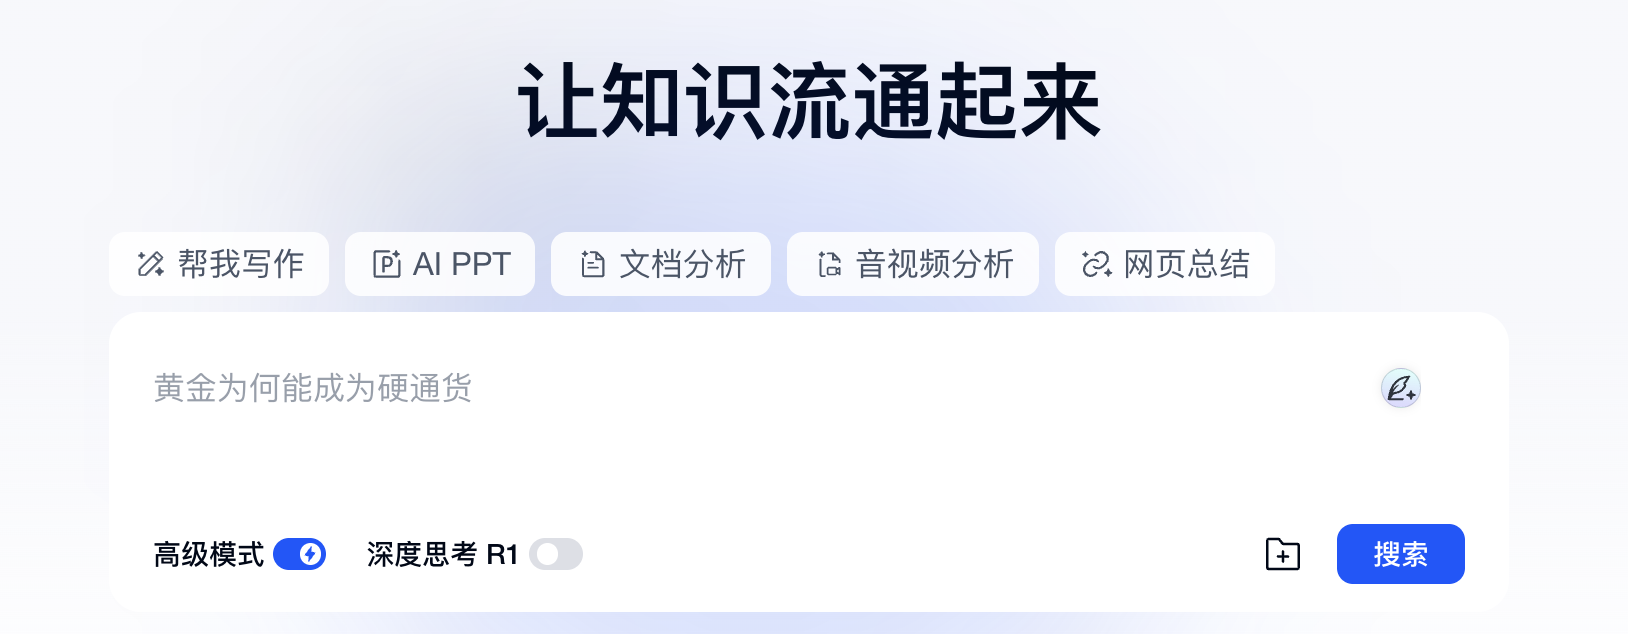 让知识流通起来
帮我写作 AI PPT 文档分析 音视频分析 网页总结
黄金为何能成为硬通货
高级模式 深度思考 R1 搜索